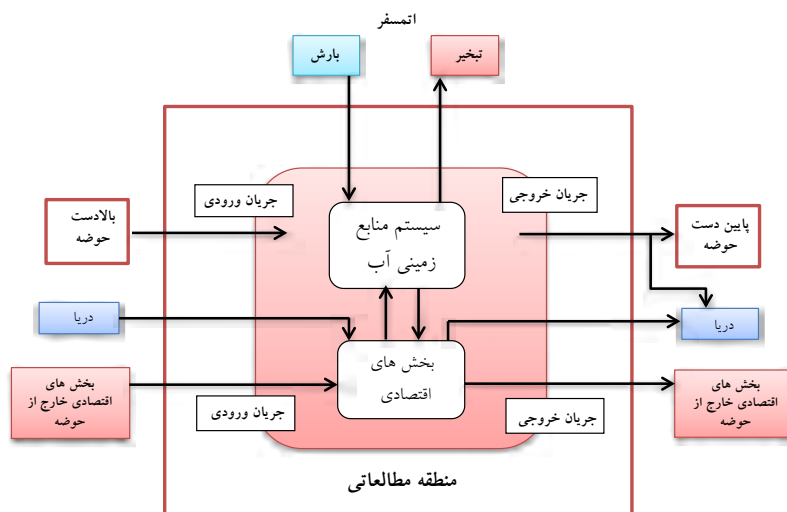 اتمسفر
بارش
تبخیر
جریان ورودی
جریان خروجی
بالادست
حوضه
سیستم منابع
زمینی آب
پایین دست
حوضه
دریا
دریا
بخش های
اقتصادی
بخش های
اقتصادی خارج از
حوضه
بخش های
اقتصادی خارج از
حوضه
جریان ورودی
جریان خروجی
منطقه مطالعاتی